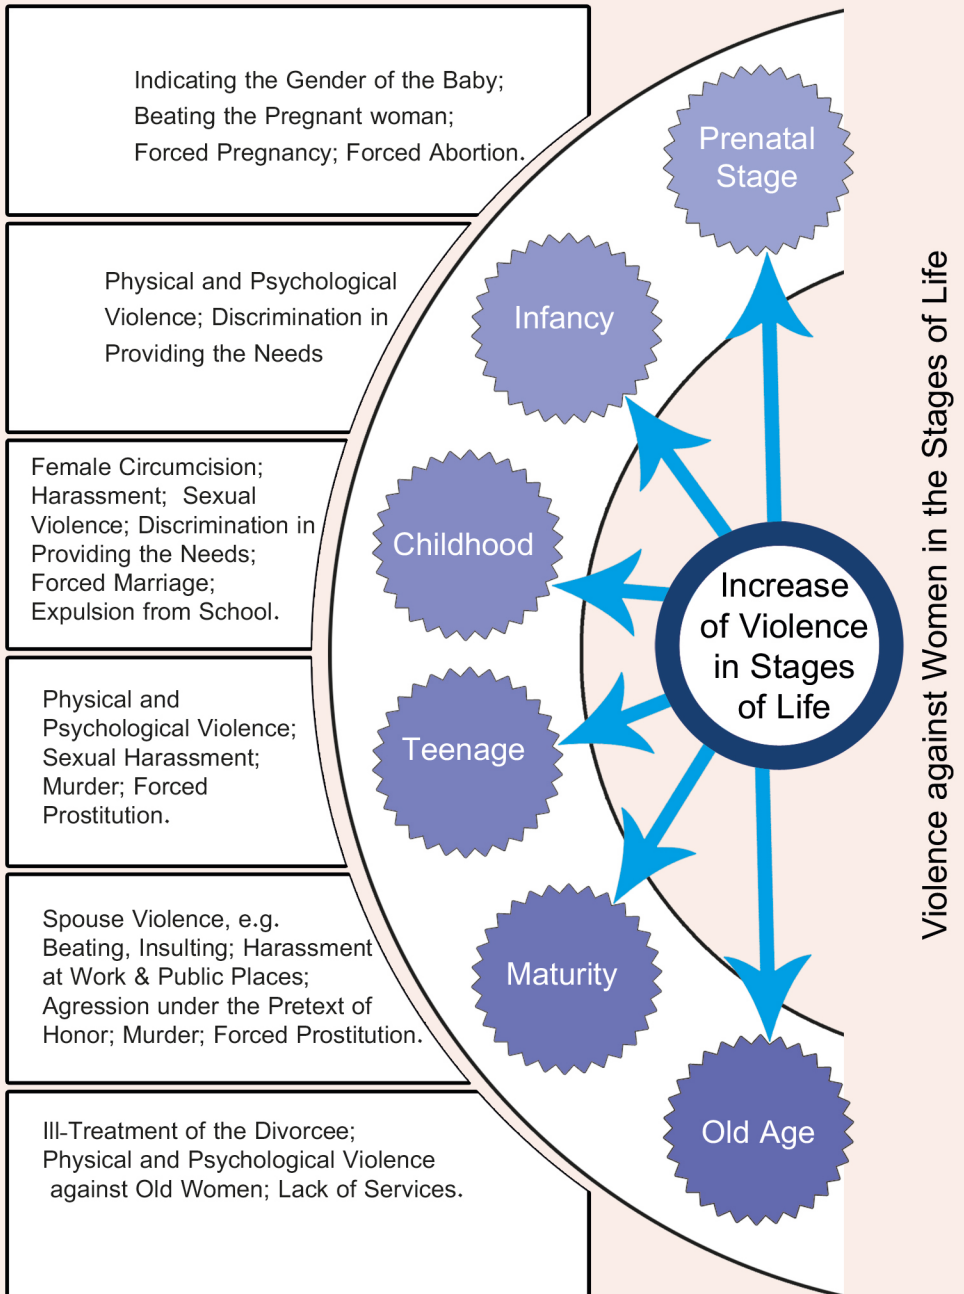 Indicating the Gender of the Baby;
Beating the Pregnant woman;
Forced Pregnancy; Forced Abortion.
Prenatal
Stage
Physical and Psychological
Violence; Discrimination in
Providing the Needs
Infancy
Female Circumcision;
Harassment; Sexual
Violence; Discrimination in
Providing the Needs;
Forced Marriage;
Expulsion from School.
Childhood
Physical and
Psychological Violence;
Sexual Harassment;
Murder; Forced
Prostitution.
Teenage
Spouse Violence, e.g.
Beating, Insulting; Harassment
at Work & Public Places;
Agression under the Pretext of
Honor; Murder; Forced Prostitution.
Maturity
Ill-Treatment of the Divorcee;
Physical and Psychological Violence
against Old Women; Lack of Services.
Old Age
Increase
of Violence
in Stages
of Life
Violence against Women in the Stages of Life